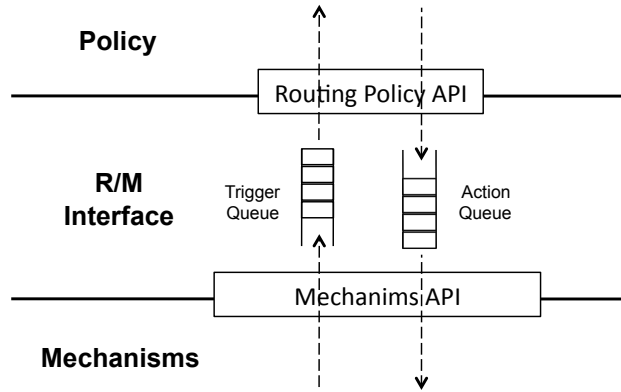 Policy
Routing Policy API
R/M
Interface
Trigger
Queue
Action
Queue
Mechanims API
Mechanisms